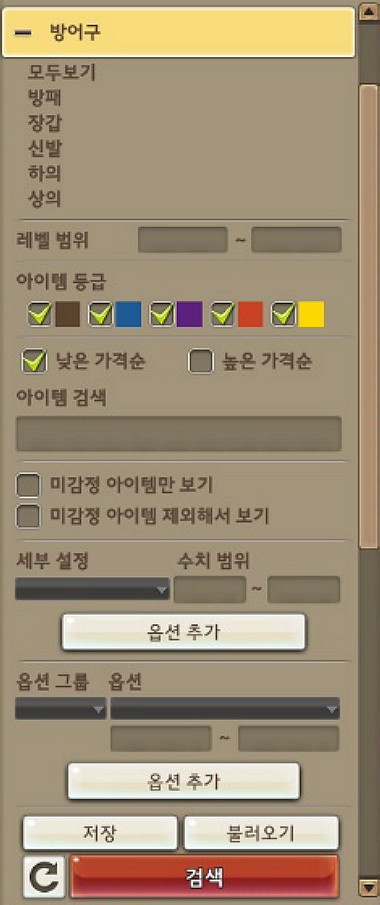 방어구
모두보기
방패
장갑
신발
하의
상의
레벨 범위 ~
아이템 등급
낮은 가격순 높은 가격순
아이템 검색
미감정 아이템만 보기
미감정 아이템 제외해서 보기
세부 설정 수치 범위
~
옵션 추가
옵션 그룹 옵션
~
옵션 추가
저장 불러오기
검색